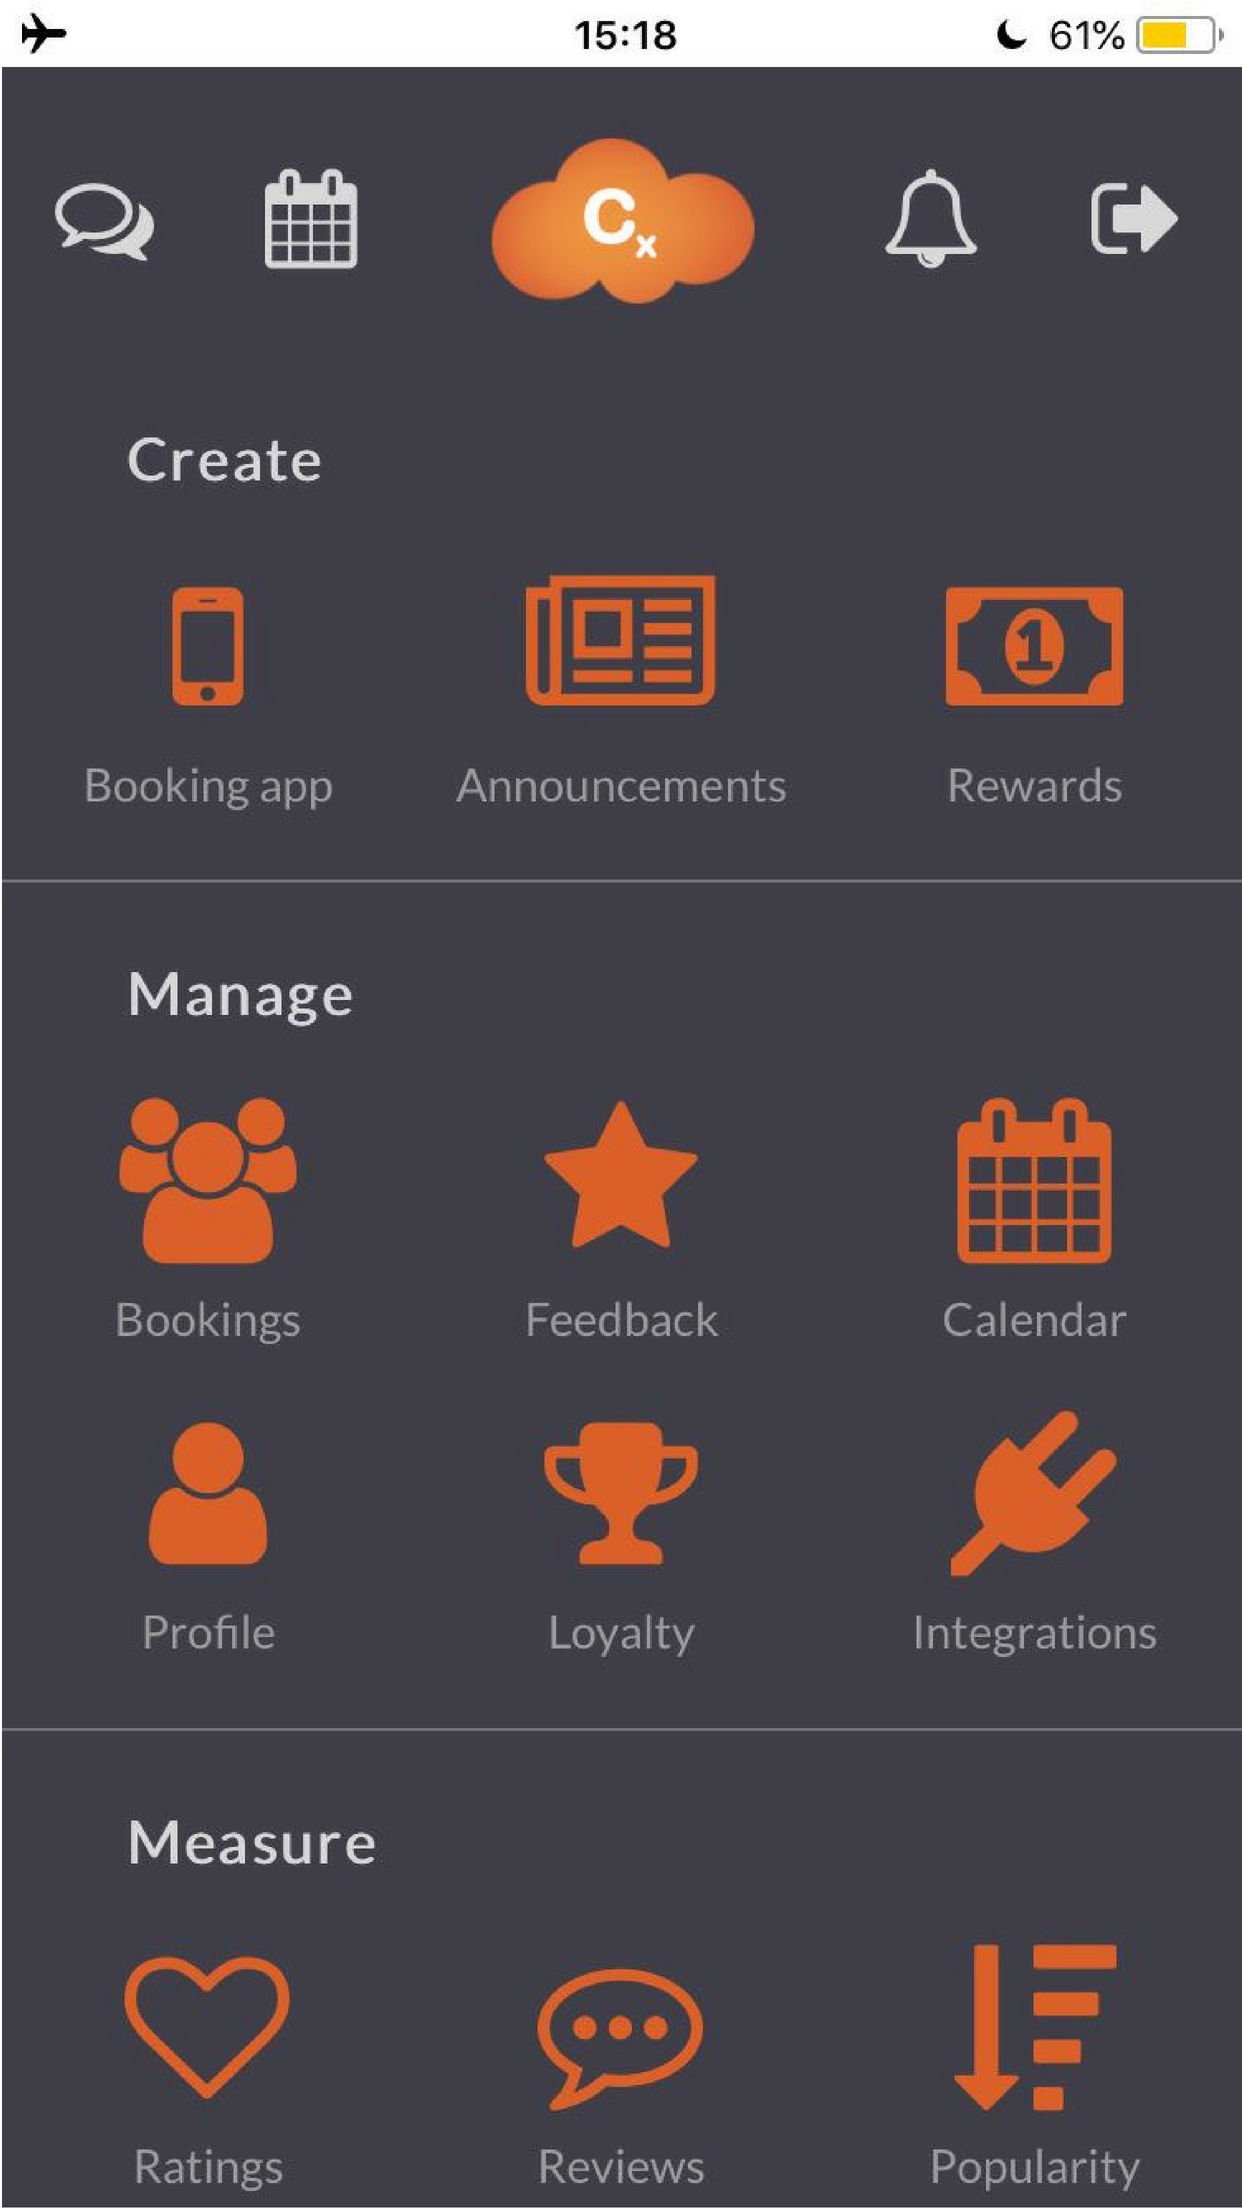 15:18 61%
Cx
Create
1
Booking app Announcements Rewards
Manage
Bookings Feedback Calendar
Profile Loyalty Integrations
Measure
Ratings Reviews Popularity